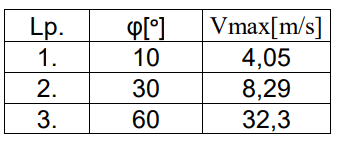 Lp. φ[°] Vmax[m/s]
1. 10 4,05
2. 30 8,29
3. 60 32,3